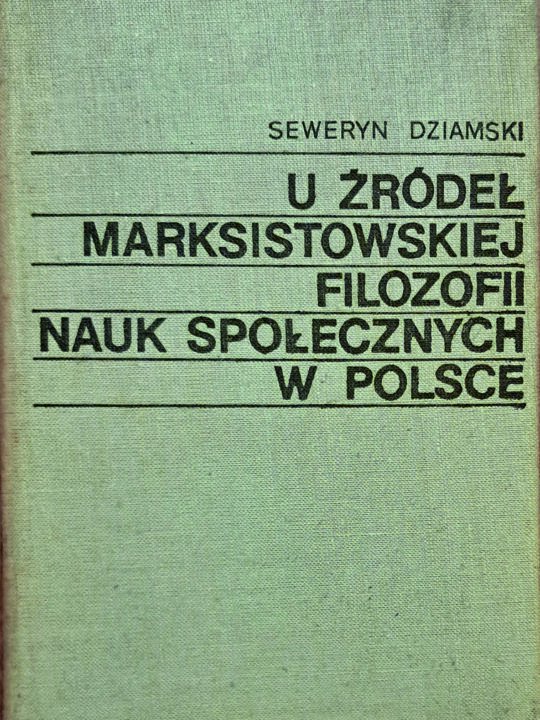 SEWERYN DZIAMSKI
U ŹRÓDEŁ
MARKSISTOWSKIEJ
FILOZOFII
NAUK SPOŁECZNYCH
W POLSCE